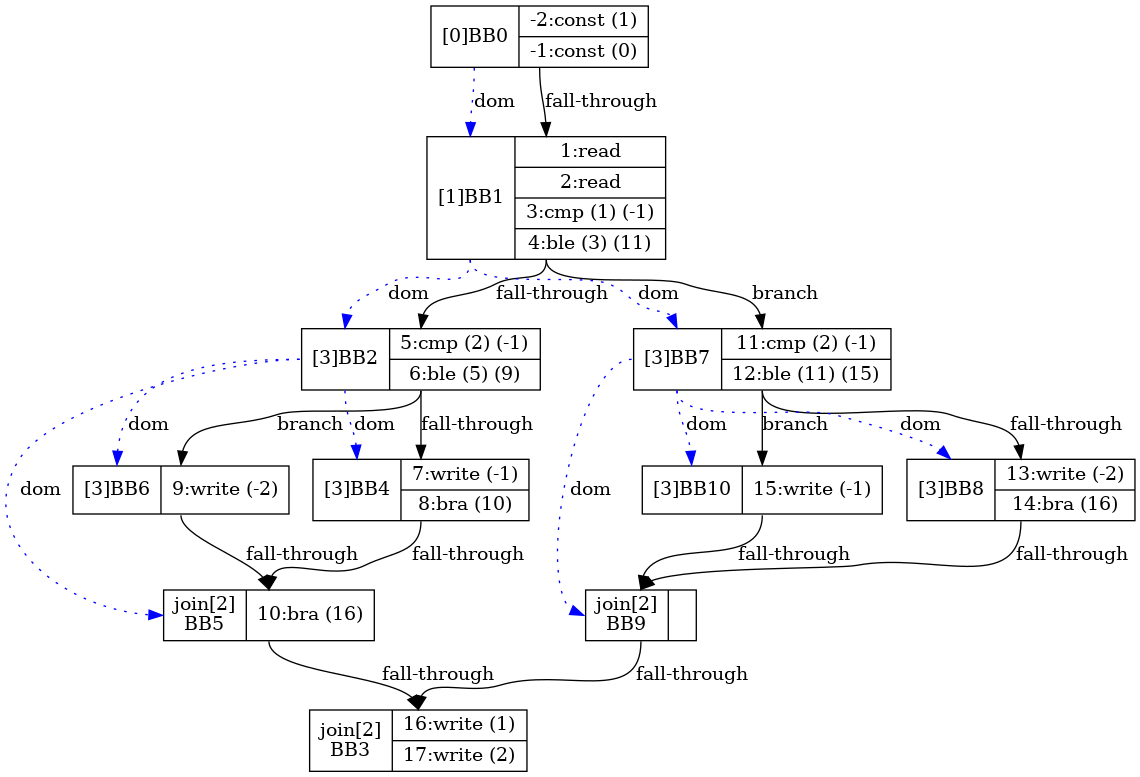 [0]BB0
-2:const (1)
-1:const (0)
dom
fall-through
[1]BB1
1:read
2:read
3:cmp (1) (-1)
4:ble (3) (11)
dom
fall-through
dom
branch
[3]BB2
5:cmp (2) (-1)
6:ble (5) (9)
[3]BB7
11:cmp (2) (-1)
12:ble (11) (15)
dom
branch
dom
fall-through
dom
branch
dom
fall-through
dom
[3]BB6
9:write (-2)
[3]BB4
7:write (-1)
8:bra (10)
dom
[3]BB10
15:write (-1)
[3]BB8
13:write (-2)
14:bra (16)
fall-through
fall-through
fall-through
fall-through
join[2]
BB5
10:bra (16)
join[2]
BB9
fall-through
fall-through
join[2]
BB3
16:write (1)
17:write (2)